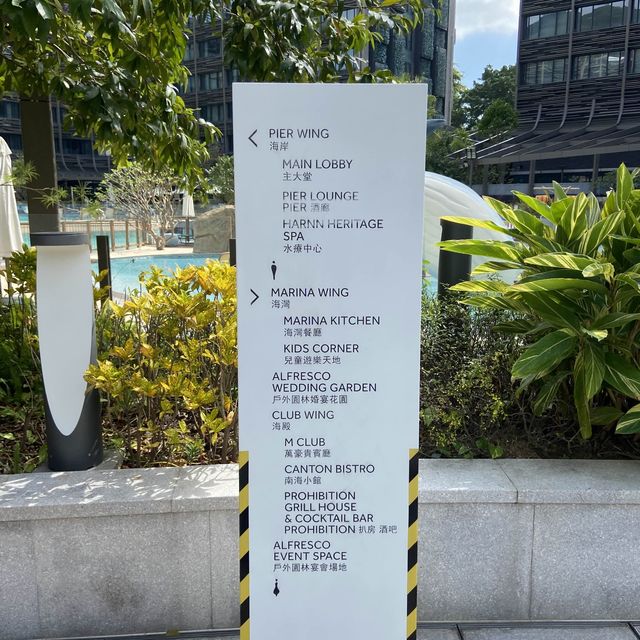 PIER WING
海岸
MAIN LOBBY
主大堂
PIER LOUNGE
PIER 酒廊
HARNN HERITAGE
SPA
水療中心
MARINA WING
海灣
MARINA KITCHEN
海灣餐廳
KIDS CORNER
兒童遊樂天地
ALFRESCO
WEDDING GARDEN
戶外園林婚宴花園
CLUB WING
海殿
M CLUB
萬豪貴賓廳
CANTON BISTRO
南海小館
PROHIBITION
GRILL HOUSE
& COCKTAIL BAR
PROHIBITION 扒房 酒吧
ALFRESCO
EVENT SPACE
戶外園林宴會場地